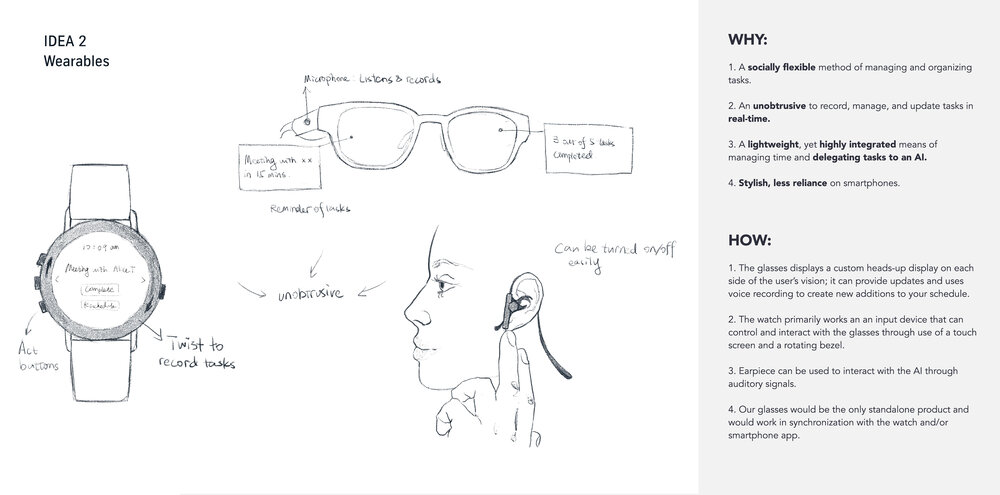 IDEA 2
Wearables
Microphone: Listens & records
Meeting with xx
in 15 mins.
3 our of 5 tasks
completed
Reminder of tasks
10:09 am
Meeting with Alice T
Complete
Reschedule
Act
buttons
Twist to
record tasks
unobtrusive
Can be turned on/off
easily
WHY:
1. A socially flexible method of managing and organizing
tasks.
2. An unobtrusive to record, manage, and update tasks in
real-time.
3. A lightweight, yet highly integrated means of
managing time and delegating tasks to an AI.
4. Stylish, less reliance on smartphones.
HOW:
1. The glasses displays a custom heads-up display on each
side of the user's vision; it can provide updates and uses
voice recording to create new additions to your schedule.
2. The watch primarily works an an input device that can
control and interact with the glasses through use of a touch
screen and a rotating bezel.
3. Earpiece can be used to interact with the AI through
auditory signals.
4. Our glasses would be the only standalone product and
would work in synchronization with the watch and/or
smartphone app.